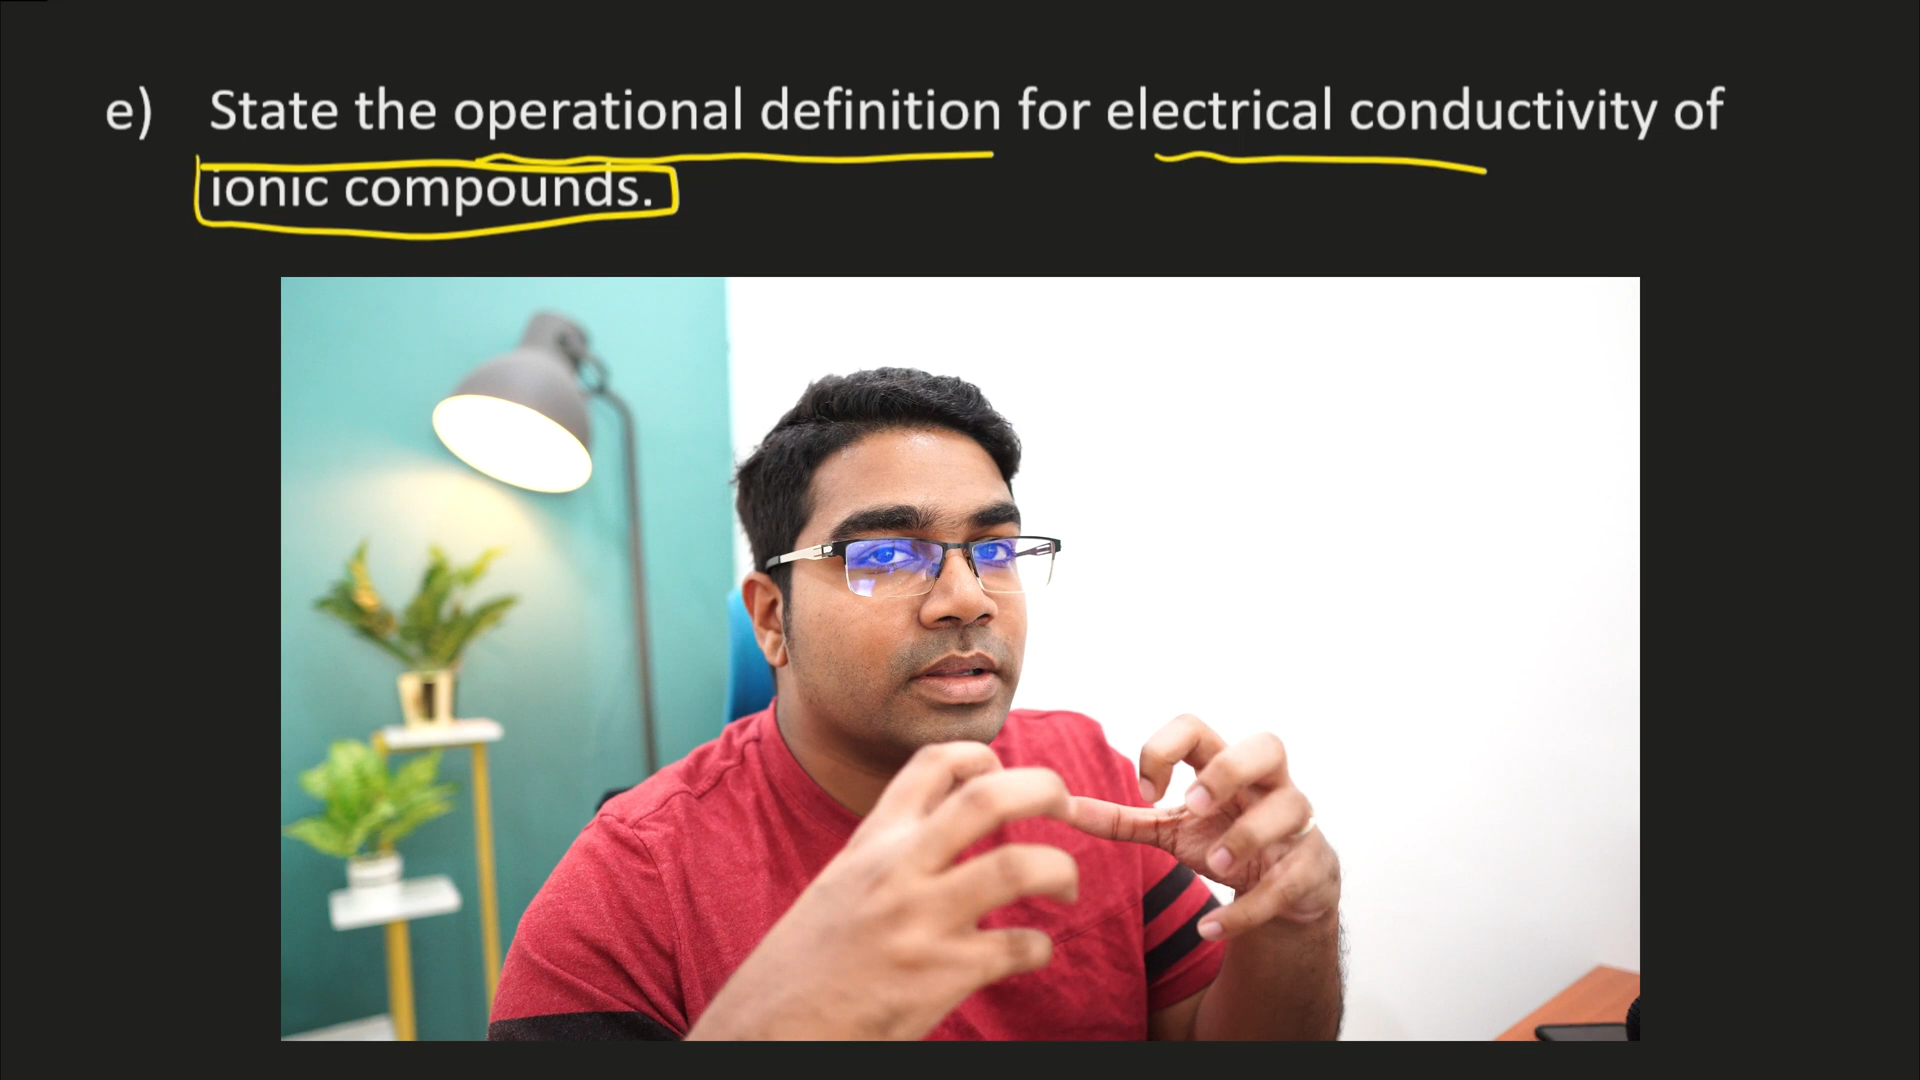 e) State the operational definition for electrical conductivity of
ionic compounds.